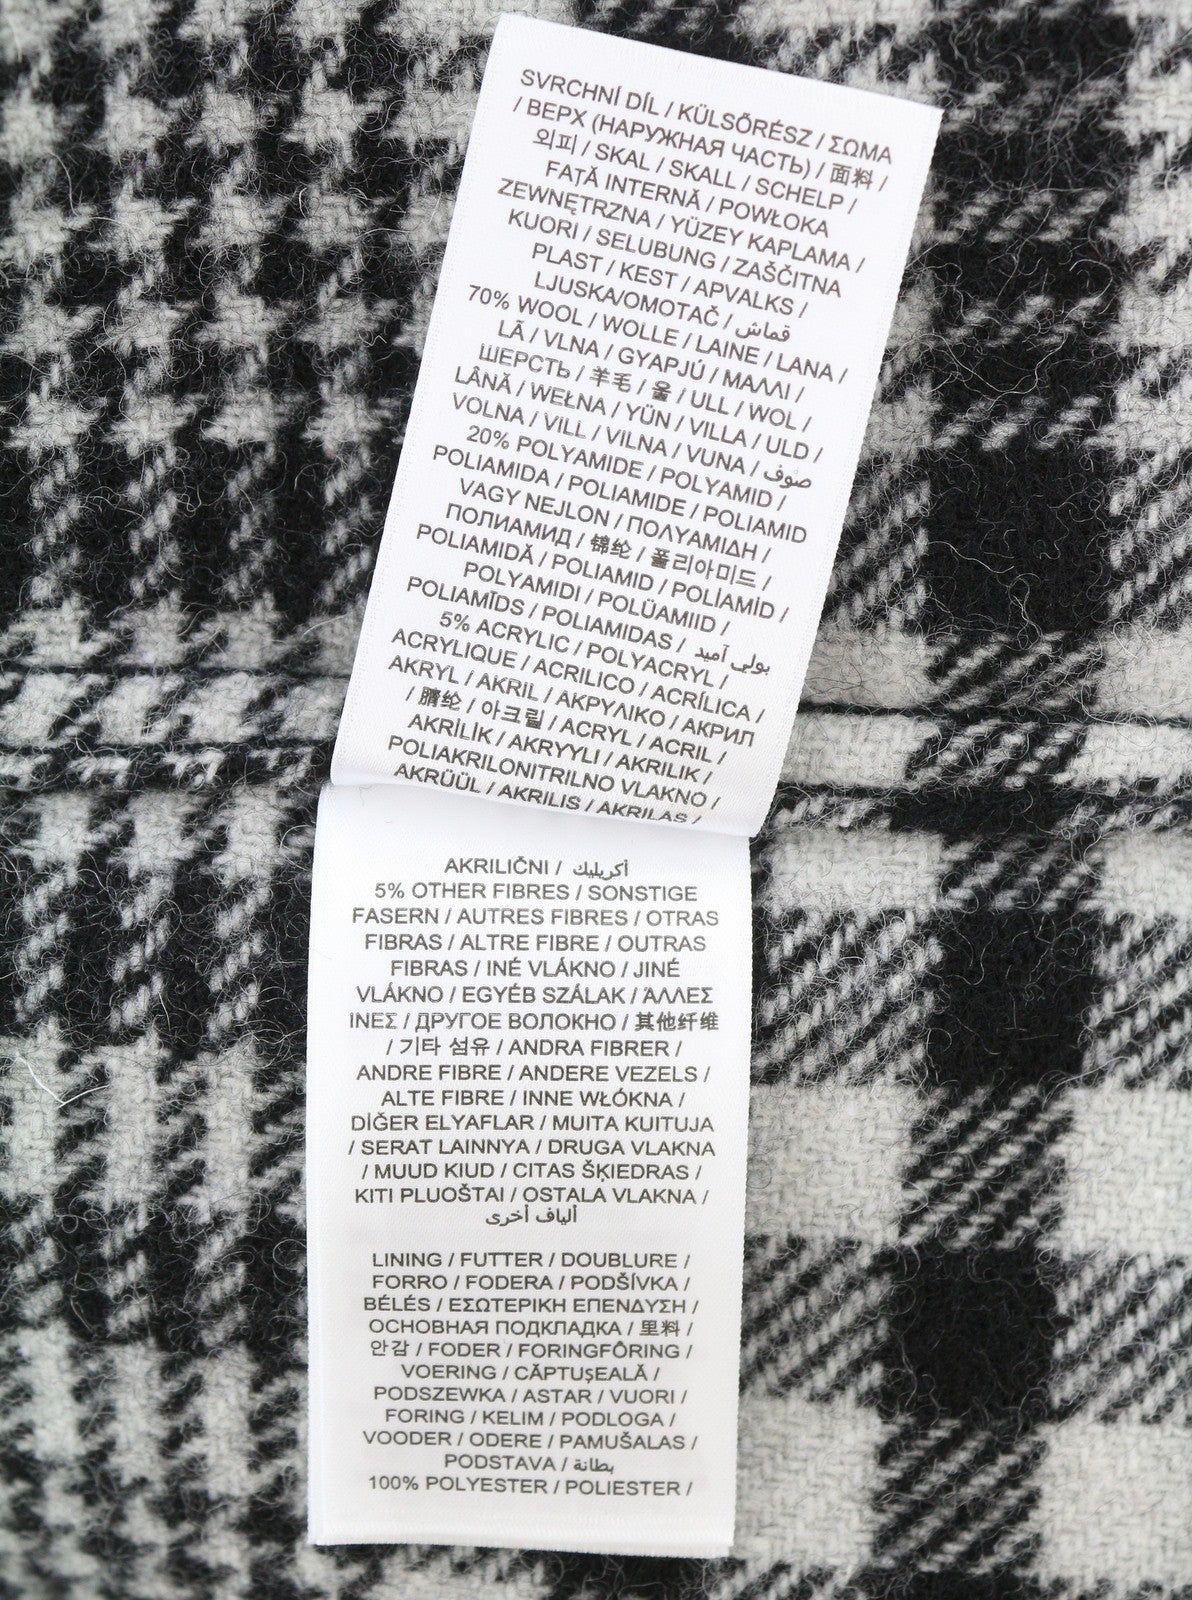 SVRCHNÍ DÍL / KÜLSŐRÉSZ / ΣΩΜΑ
/ ВЕРХ (НАРУЖНАЯ ЧАСТЬ) / 面料 /
외피 / SKAL / SKALL / SCHELP /
FAȚĂ INTERNĂ / POWŁOKA
ZEWNĘTRZNA / YÜZEY KAPLAMA /
KUORI / SELUBUNG / ZAŠČITNA
PLAST / KEST / APVALKS /
LJUSKA/OMOTAČ / قماش
70% WOOL / WOLLE / LAINE / LANA /
LÃ / VLNA / GYAPJÚ / ΜΑΛΛΙ /
ШЕРСТЬ / 羊毛 / 울 / ULL / WOL /
LÂNĂ / WEŁNA / YÜN / VILLA / ULD /
VOLNA / VILL / VILNA / VUNA / صوف
20% POLYAMIDE / POLYAMID /
POLIAMIDA / POLIAMIDE / POLIAMID
VAGY NEJLON / ΠΟΛΥΑΜΙΔΗ /
ПОЛИАМИД / 锦纶 / 폴리아미드 /
POLIAMIDĂ / POLIAMID / POLİAMİD /
POLYAMIDI / POLÜAMIID /
POLIAMĪDS / POLIAMIDAS / بولي أميد
5% ACRYLIC / POLYACRYL /
ACRYLIQUE / ACRILICO / ACRÍLICA /
AKRYL / AKRIL / ΑΚΡΥΛΙΚΟ / АКРИЛ
/ 腈纶 / 아크릴 / ACRYL / ACRIL /
AKRİLİK / AKRYYLI / AKRILIK /
POLIAKRILONITRILNO VLAKNO /
AKRÜÜL / AKRILIS / AKRILAS /
AKRILIČNI / أكريليك
5% OTHER FIBRES / SONSTIGE
FASERN / AUTRES FIBRES / OTRAS
FIBRAS / ALTRE FIBRE / OUTRAS
FIBRAS / INÉ VLÁKNO / JINÉ
VLÁKNO / EGYÉB SZÁLAK / ΆΛΛΕΣ
ΙΝΕΣ / ДРУГОЕ ВОЛОКНО / 其他纤维
/ 기타 섬유 / ANDRA FIBRER /
ANDRE FIBRE / ANDERE VEZELS /
ALTE FIBRE / INNE WŁÓKNA /
DİĞER ELYAFLAR / MUITA KUITUJA
/ SERAT LAINNYA / DRUGA VLAKNA
/ MUUD KIUD / CITAS ŠĶIEDRAS /
KITI PLUOŠTAI / OSTALA VLAKNA /
ألياف أخرى
LINING / FUTTER / DOUBLURE /
FORRO / FODERA / PODŠÍVKA /
BÉLÉS / ΕΣΩΤΕΡΙΚΗ ΕΠΕΝΔΥΣΗ /
ОСНОВНАЯ ПОДКЛАДКА / 里料 /
안감 / FODER / FORINGFÔRING /
VOERING / CĂPTUȘEALĂ /
PODSZEWKA / ASTAR / VUORI /
FORING / KELIM / PODLOGA /
VOODER / ODERE / PAMUŠALAS /
PODSTAVA / بطانة
100% POLYESTER / POLIESTER /